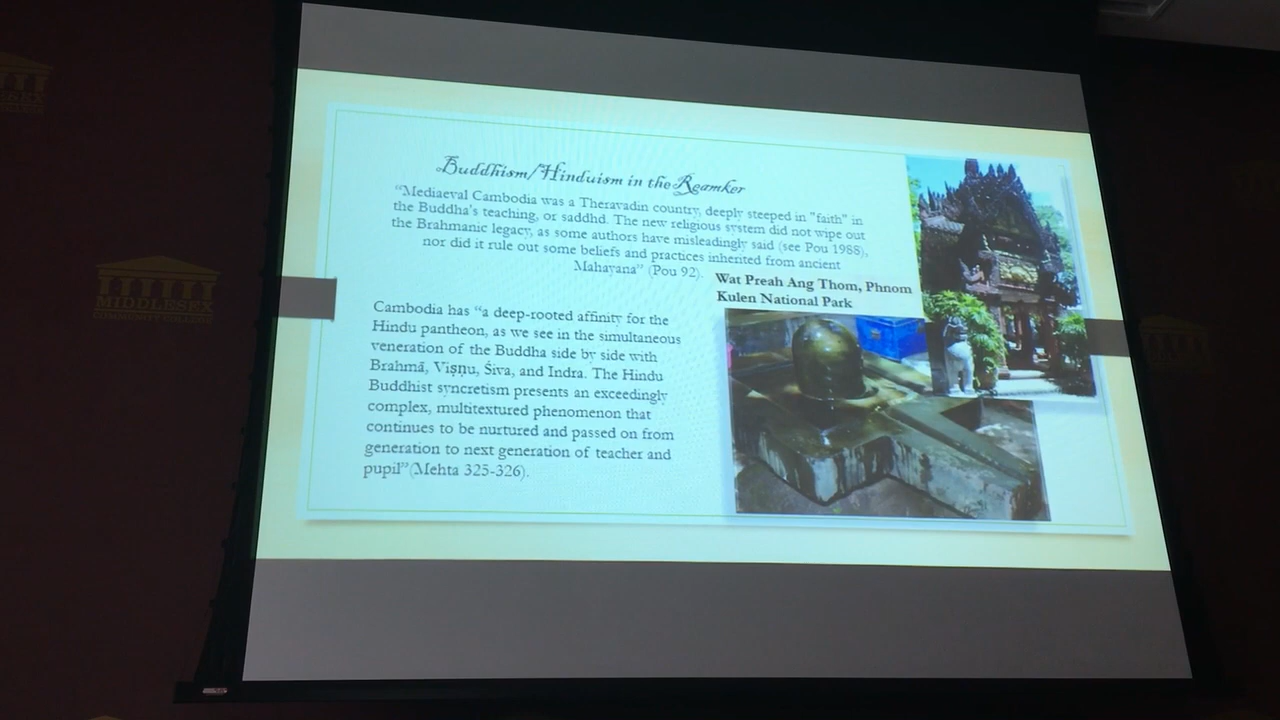 Buddhism/Hinduism in the Reamker
“Mediaeval Cambodia was a Theravadin country, deeply steeped in "faith" in
the Buddha's teaching, or saddhd. The new religious system did not wipe out
the Brahmanic legacy, as some authors have misleadingly said (see Pou 1988),
nor did it rule out some beliefs and practices inherited from ancient
Mahayana” (Pou 92).
Wat Preah Ang Thom, Phnom
Kulen National Park
Cambodia has “a deep-rooted affinity for the
Hindu pantheon, as we see in the simultaneous
veneration of the Buddha side by side with
Brahmā, Viṣṇu, Śiva, and Indra. The Hindu
Buddhist syncretism presents an exceedingly
complex, multitextured phenomenon that
continues to be nurtured and passed on from
generation to next generation of teacher and
pupil”(Mehta 325-326).
MIDDLESEX
COMMUNITY COLLEGE